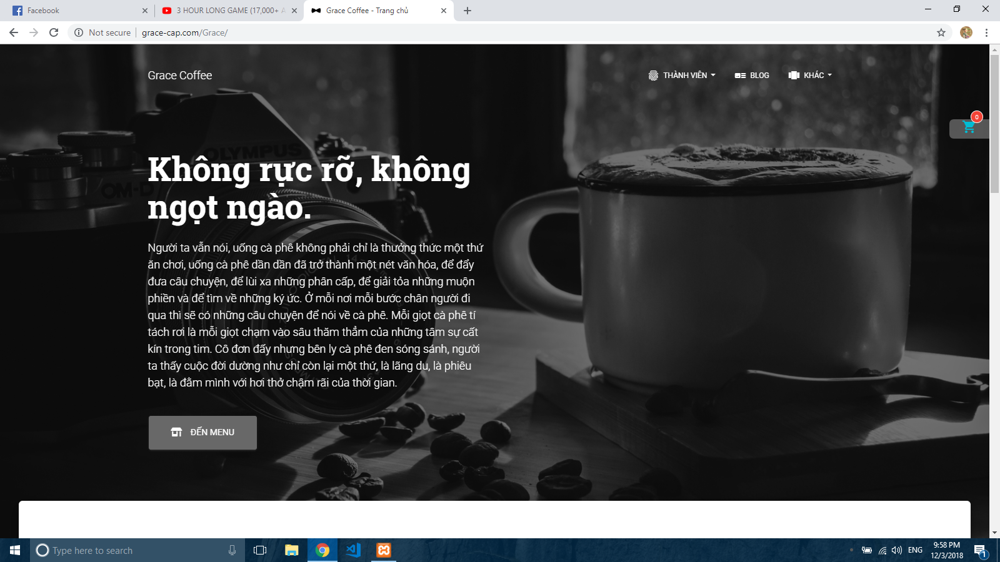 Facebook
3 HOUR LONG GAME (17,000+
Grace Coffee - Trang chủ
Not secure
grace-cap.com/Grace/
Grace Coffee
THÀNH VIÊN
BLOG
KHÁC
0
OLYMPUS
OM-D
Không rực rỡ, không
ngọt ngào.
Người ta vẫn nói, uống cà phê không phải chỉ là thưởng thức một thứ
ăn chơi, uống cà phê dần dần đã trở thành một nét văn hóa, để đẩy
đưa câu chuyện, để lùi xa những phân cấp, để giải tỏa những muộn
phiền và để tìm về những ký ức. Ở mỗi nơi mỗi bước chân người đi
qua thì sẽ có những câu chuyện để nói về cà phê. Mỗi giọt cà phê tí
tách rơi là mỗi giọt chạm vào sâu thăm thẳm của những tâm sự cất
kín trong tim. Cô đơn đấy nhưng bên ly cà phê đen sóng sánh, người
ta thấy cuộc đời dường như chỉ còn lại một thứ, là lãng du, là phiêu
bạt, là đằm mình với hơi thở chậm rãi của thời gian.
ĐẾN MENU
Type here to search
ENG
9:58 PM
12/3/2018
1